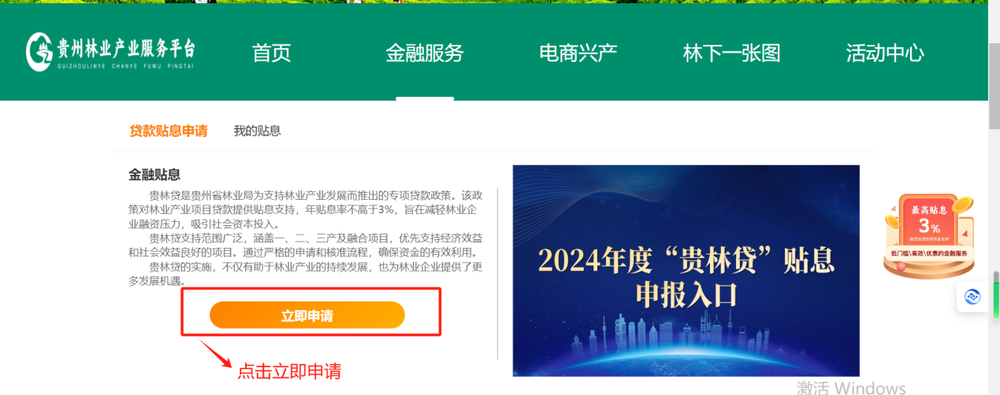 贵州林业产业服务平台
GUIZHOULINYE CHANYE FUWU PINGTAI
首页
金融服务
电商兴产
林下一张图
活动中心
贷款贴息申请
我的贴息
金融贴息
贵林贷是贵州省林业局为支持林业产业发展而推出的专项贷款政策。该政
策对林业产业项目贷款提供贴息支持，年贴息率不高于3%，旨在减轻林业企
业融资压力，吸引社会资本投入。
贵林贷支持范围广泛，涵盖一、二、三产及融合项目，优先支持经济效益
和社会效益良好的项目。通过严格的申请和核准流程，确保资金的有效利用。
贵林贷的实施，不仅有助于林业产业的持续发展，也为林业企业提供了更
多发展机遇。
立即申请
点击立即申请
2024年度“贵林贷”贴息
申报入口
最高贴息
3%
低门槛\高效\优惠的金融服务
激活 Windows